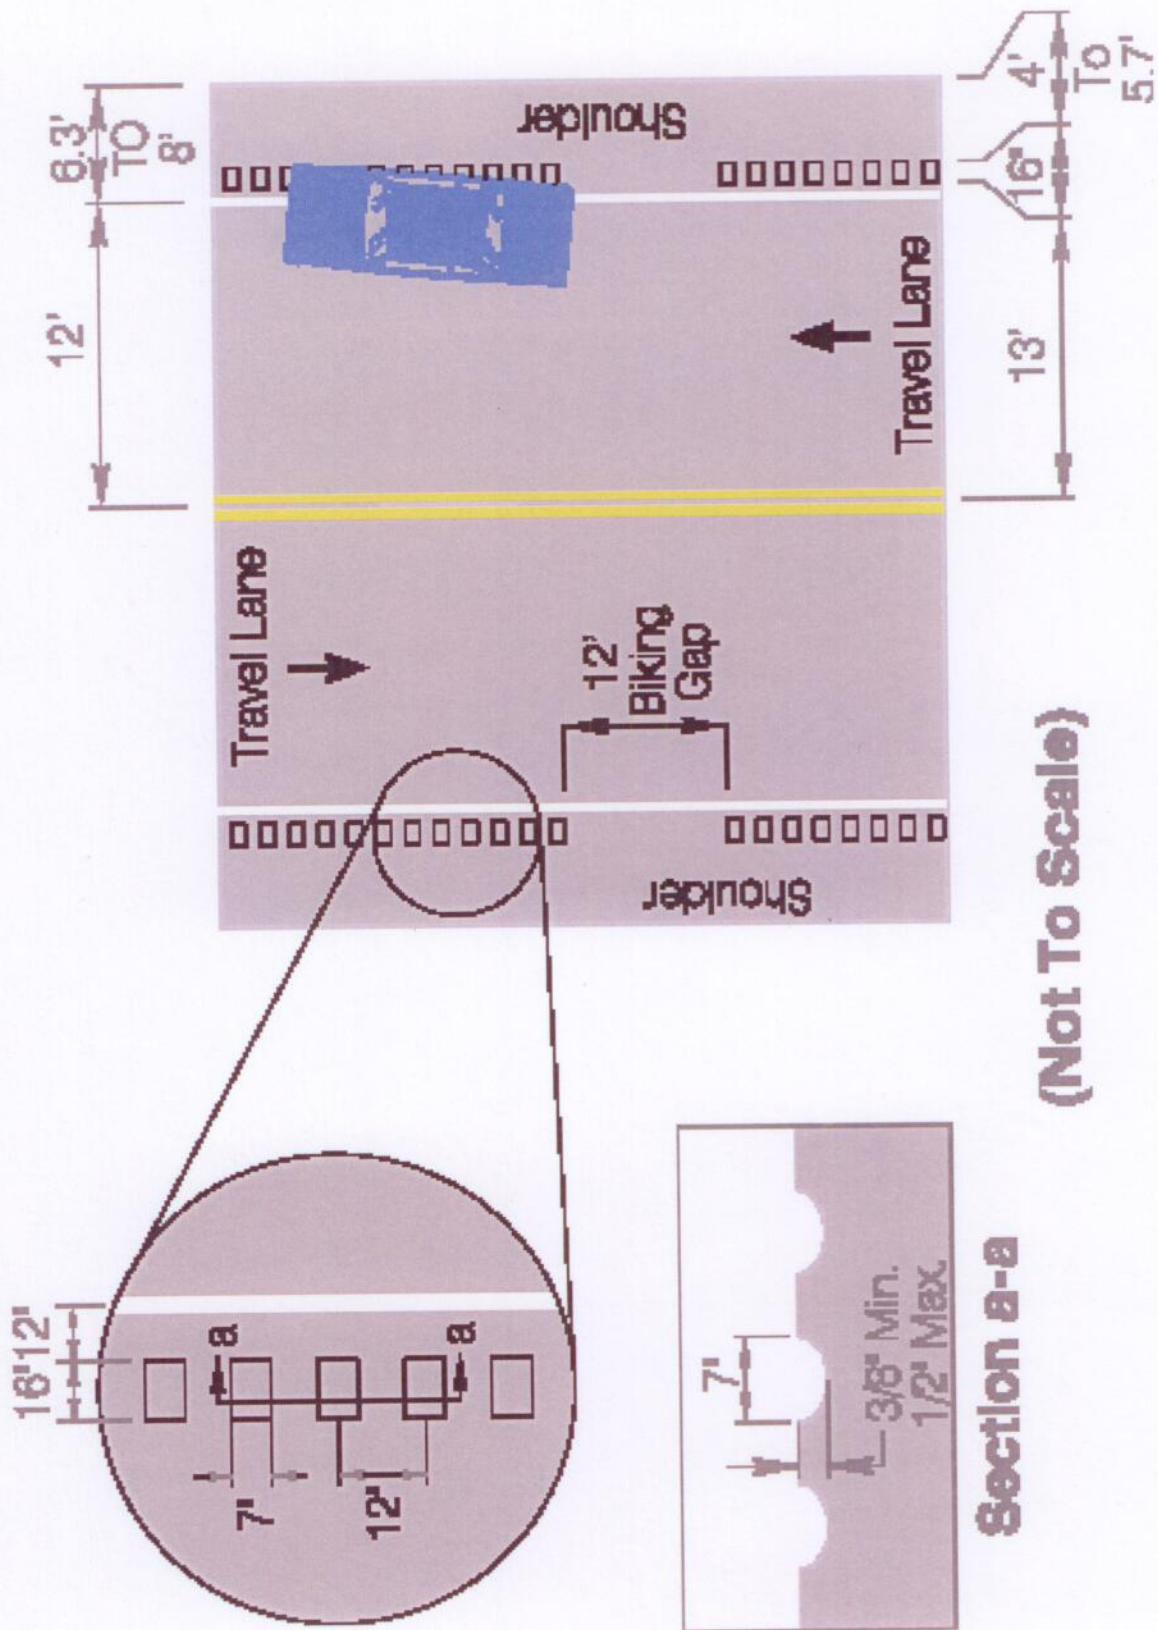 6.3'
TO
8'
12'
Shoulder
4'
To
5.7'
16"
13'
Travel Lane
Travel Lane
12'
Biking
Gap
Shoulder
16"
12"
a
a
7"
12"
7"
3/8" Min.
1/2" Max.
Section a-a
(Not To Scale)